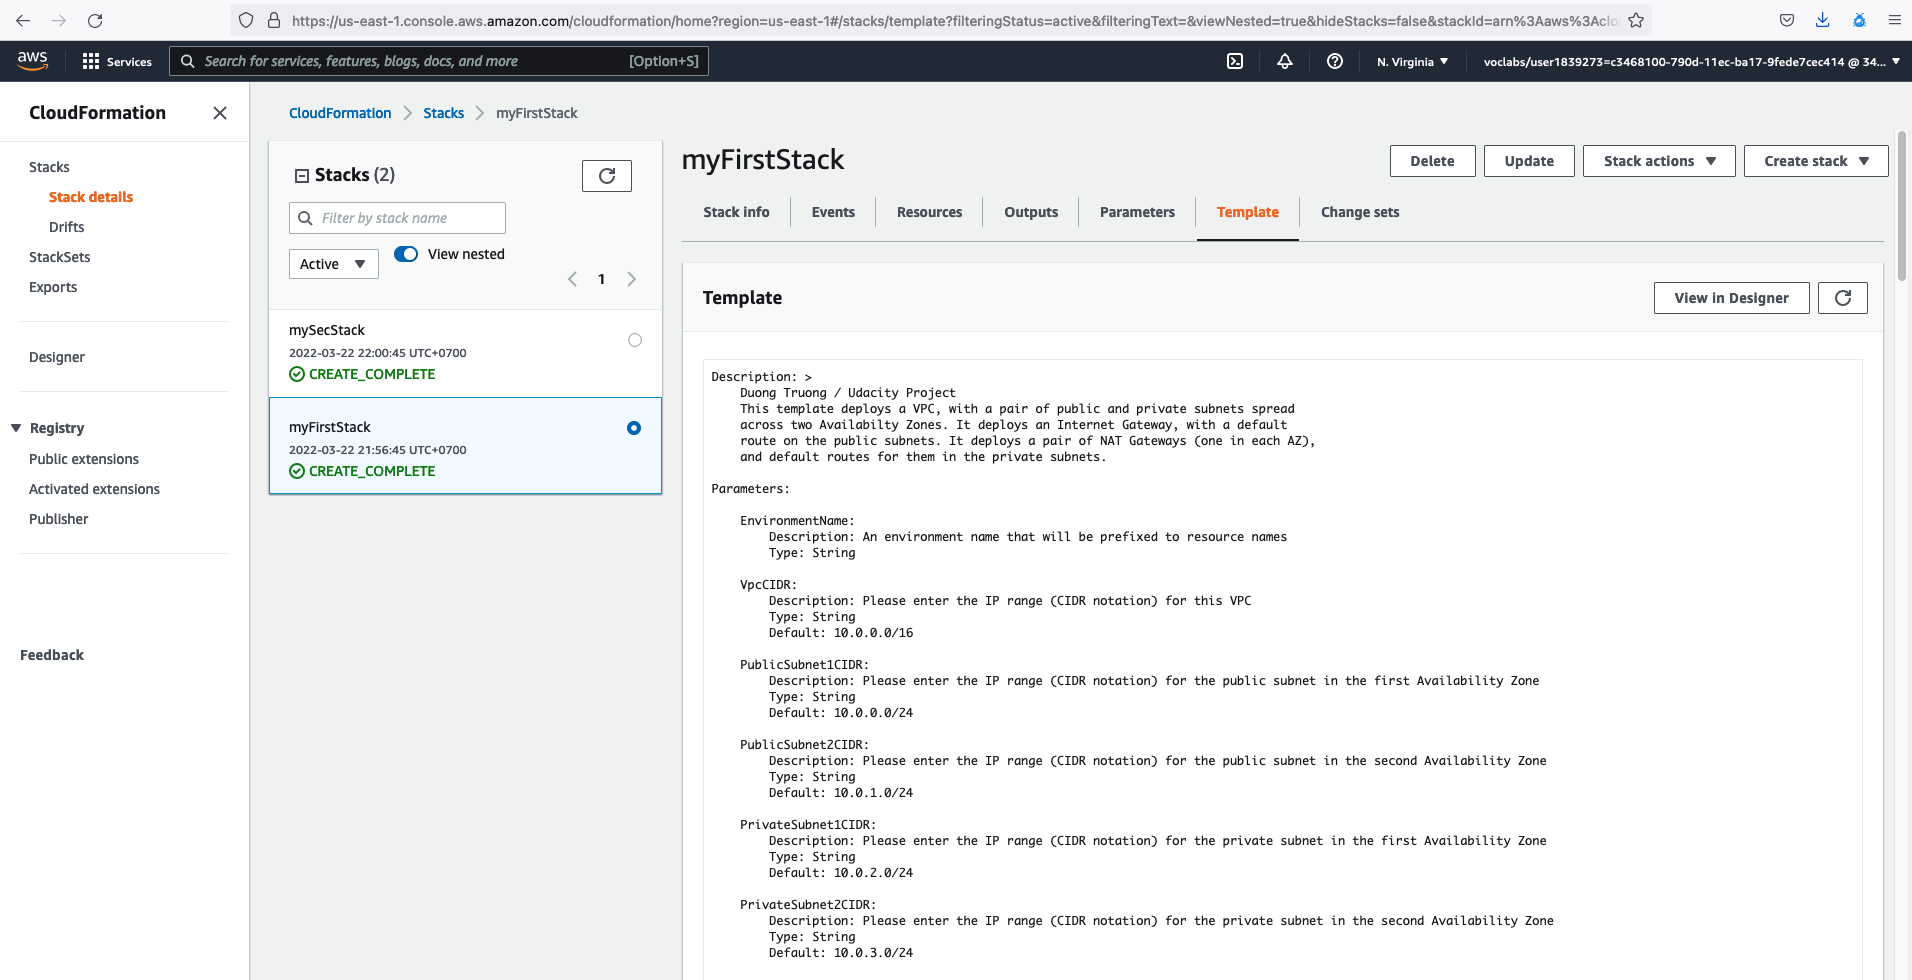 https://us-east-1.console.aws.amazon.com/cloudformation/home?region=us-east-1#/stacks/template?filteringStatus=active&filteringText=&viewNested=true&hideStacks=false&stackId=arn%3Aaws%3Aclo
aws
Services
Search for services, features, blogs, docs, and more
[Option+S]
N. Virginia
voclabs/user1839273=c3468100-790d-11ec-ba17-9fede7cec414 @ 34...
CloudFormation
Stacks
Stack details
Drifts
StackSets
Exports
Designer
Registry
Public extensions
Activated extensions
Publisher
Feedback
CloudFormation
Stacks
myFirstStack
Stacks (2)
Filter by stack name
Active
View nested
1
mySecStack
2022-03-22 22:00:45 UTC+0700
CREATE_COMPLETE
myFirstStack
2022-03-22 21:56:45 UTC+0700
CREATE_COMPLETE
myFirstStack
Delete
Update
Stack actions
Create stack
Stack info
Events
Resources
Outputs
Parameters
Template
Change sets
Template
View in Designer
Description: >
Duong Truong / Udacity Project
This template deploys a VPC, with a pair of public and private subnets spread
across two Availabilty Zones. It deploys an Internet Gateway, with a default
route on the public subnets. It deploys a pair of NAT Gateways (one in each AZ),
and default routes for them in the private subnets.
Parameters:
EnvironmentName:
Description: An environment name that will be prefixed to resource names
Type: String
VpcCIDR:
Description: Please enter the IP range (CIDR notation) for this VPC
Type: String
Default: 10.0.0.0/16
PublicSubnet1CIDR:
Description: Please enter the IP range (CIDR notation) for the public subnet in the first Availability Zone
Type: String
Default: 10.0.0.0/24
PublicSubnet2CIDR:
Description: Please enter the IP range (CIDR notation) for the public subnet in the second Availability Zone
Type: String
Default: 10.0.1.0/24
PrivateSubnet1CIDR:
Description: Please enter the IP range (CIDR notation) for the private subnet in the first Availability Zone
Type: String
Default: 10.0.2.0/24
PrivateSubnet2CIDR:
Description: Please enter the IP range (CIDR notation) for the private subnet in the second Availability Zone
Type: String
Default: 10.0.3.0/24